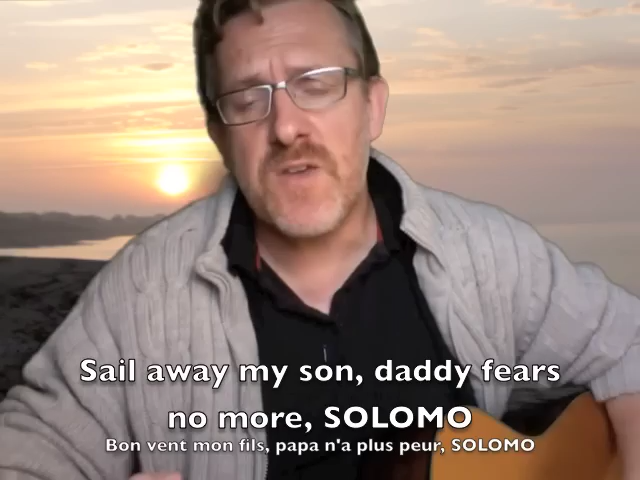 Sail away my son, daddy fears
no more, SOLOMO
Bon vent mon fils, papa n'a plus peur, SOLOMO